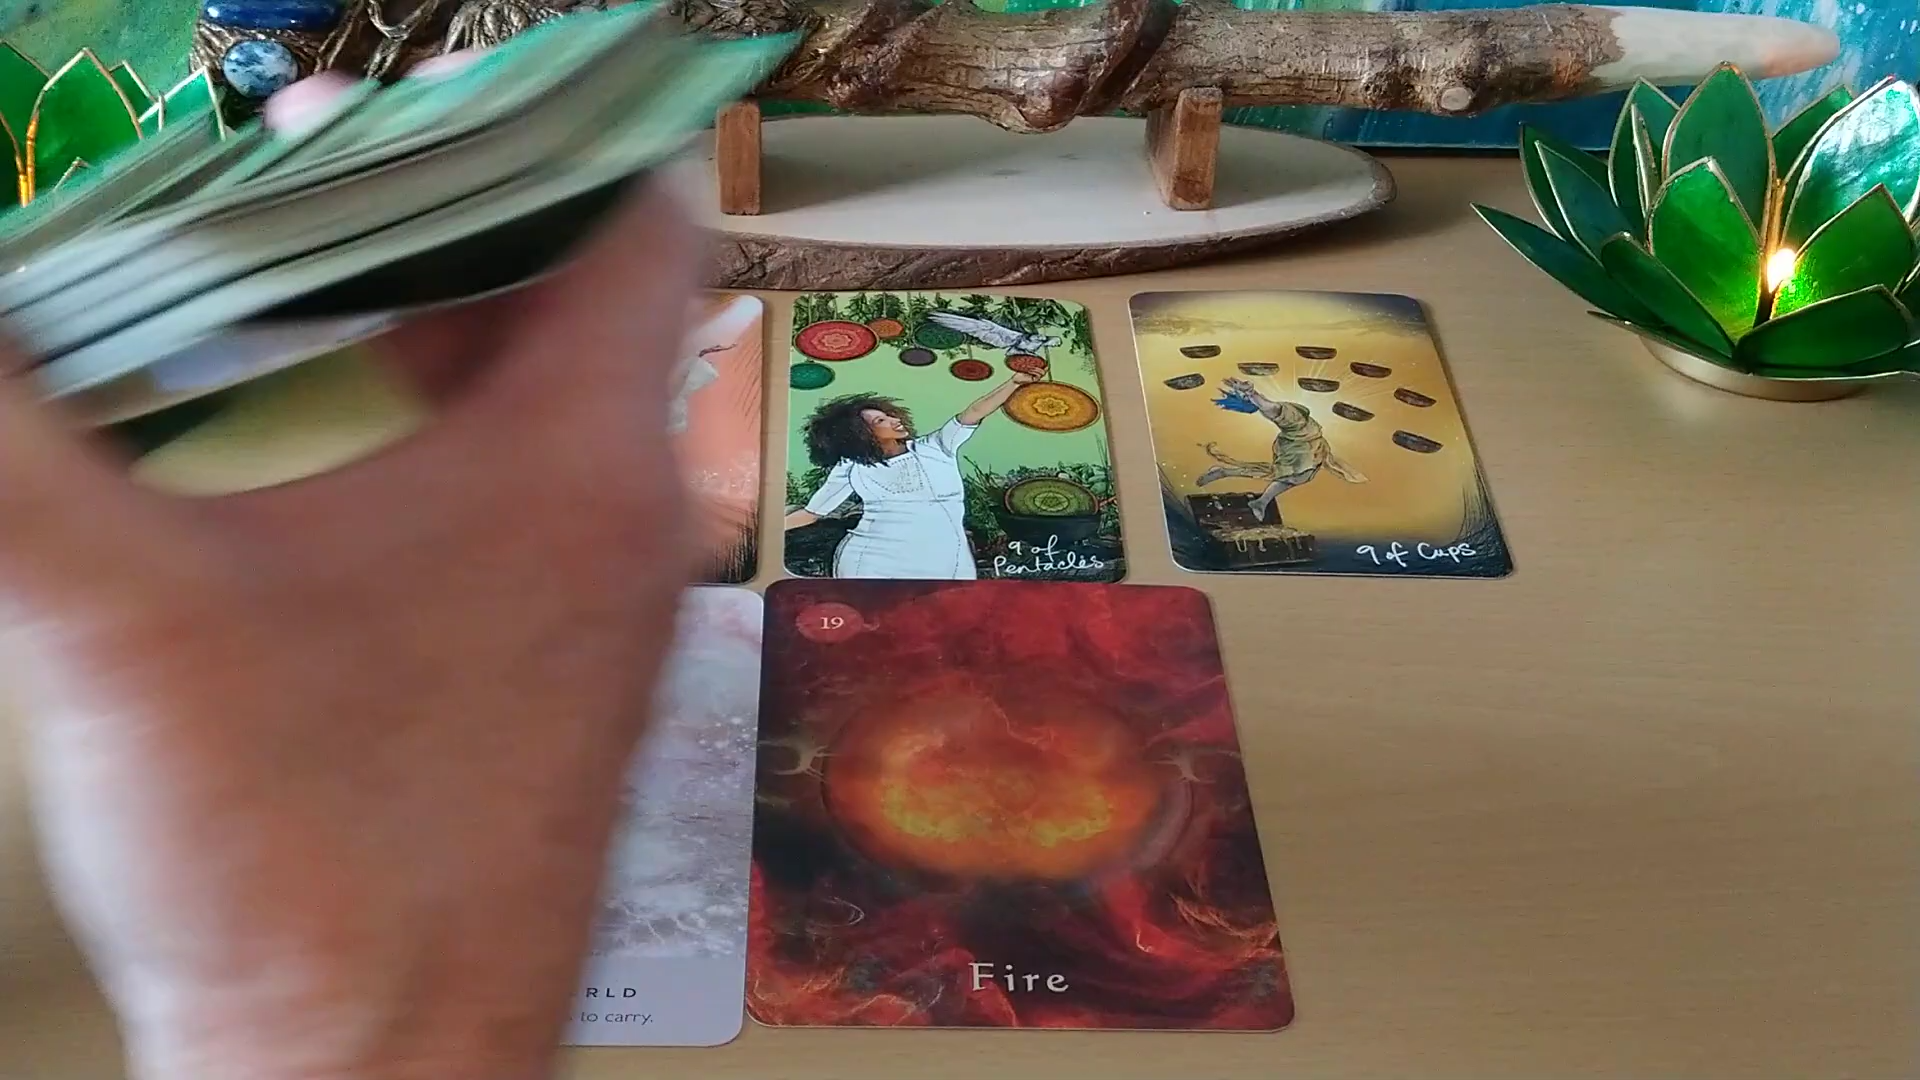 9 of
Pentacles
9 of Cups
19
Fire
RLD
to carry.